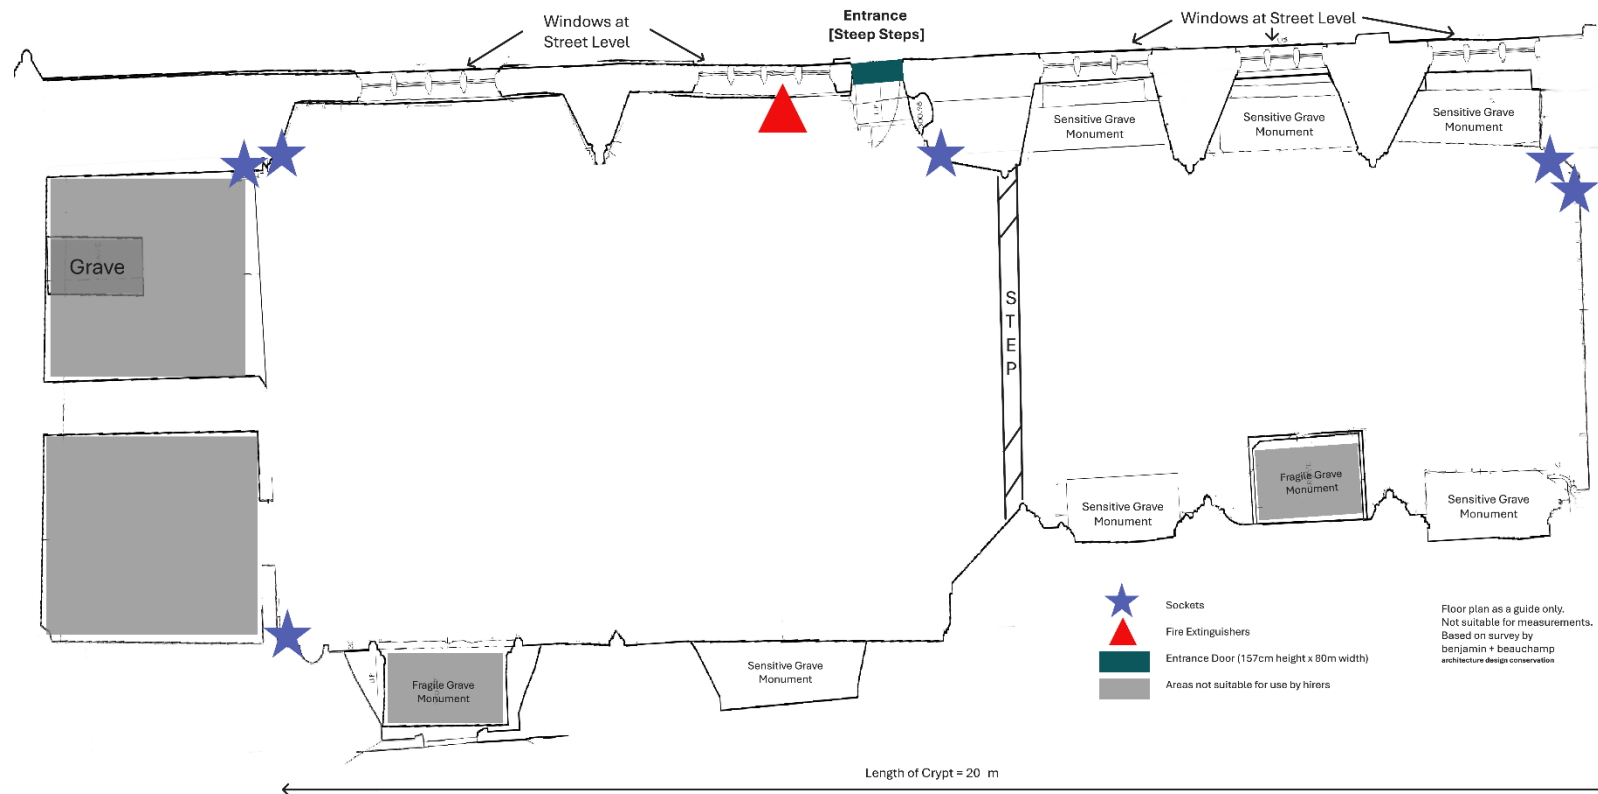 Windows at
Street Level
Entrance
[Steep Steps]
Windows at Street Level
Sensitive Grave
Monument
Sensitive Grave
Monument
Sensitive Grave
Monument
Grave
S
T
E
P
Fragile Grave
Monument
Sensitive Grave
Monument
Sensitive Grave
Monument
Fragile Grave
Monument
Sensitive Grave
Monument
Sockets
Fire Extinguishers
Entrance Door (157cm height x 80m width)
Areas not suitable for use by hirers
Floor plan as a guide only.
Not suitable for measurements.
Based on survey by
benjamin + beauchamp
architecture design conservation
Length of Crypt = 20 m